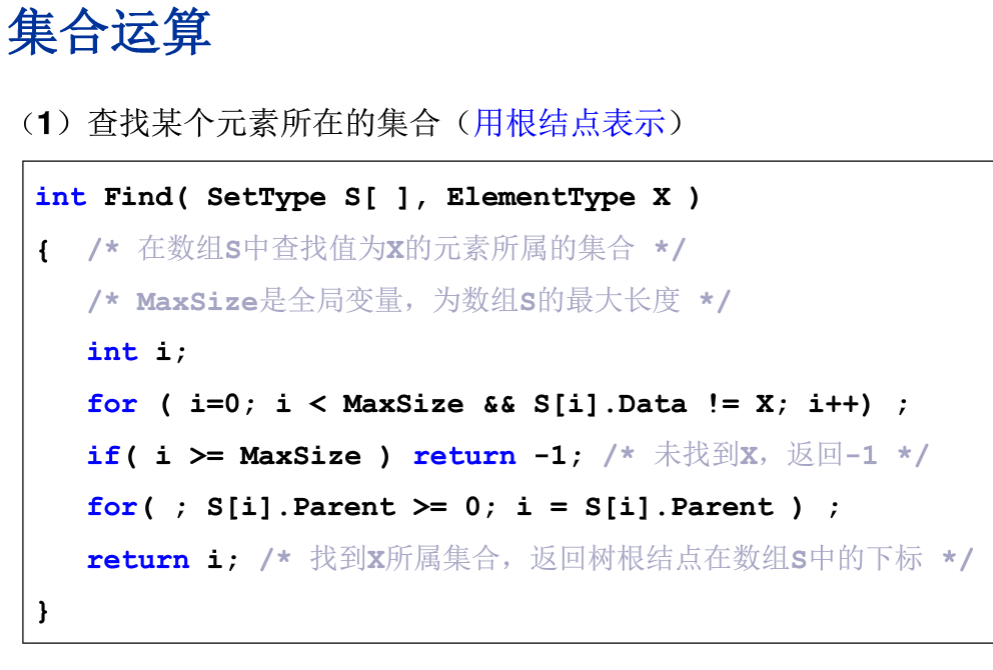 集合运算
（1）查找某个元素所在的集合（用根结点表示）
int Find( SetType S[ ], ElementType X )
{ /* 在数组S中查找值为X的元素所属的集合 */
/* MaxSize是全局变量，为数组S的最大长度 */
int i;
for ( i=0; i < MaxSize && S[i].Data != X; i++) ;
if( i >= MaxSize ) return -1; /* 未找到X，返回-1 */
for( ; S[i].Parent >= 0; i = S[i].Parent ) ;
return i; /* 找到X所属集合，返回树根结点在数组S中的下标 */
}